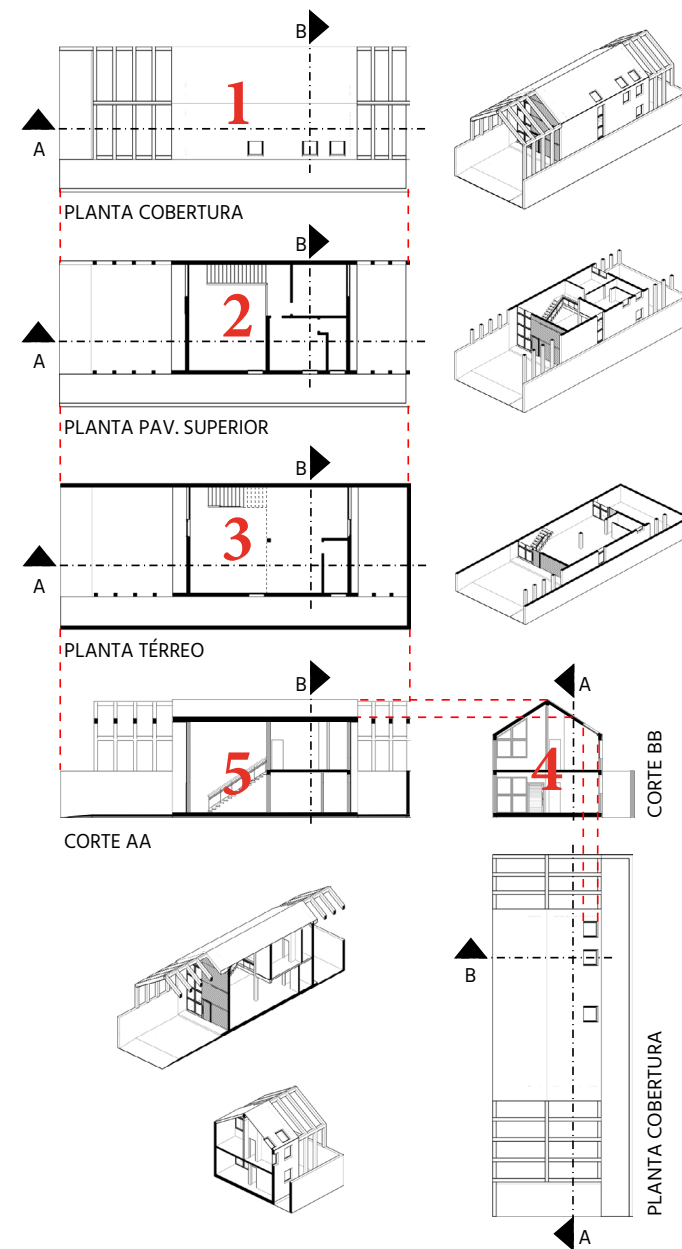 B
1
A
PLANTA COBERTURA
B
2
A
PLANTA PAV. SUPERIOR
B
3
A
PLANTA TÉRREO
B
A
5
4
CORTE BB
CORTE AA
B
PLANTA COBERTURA
A